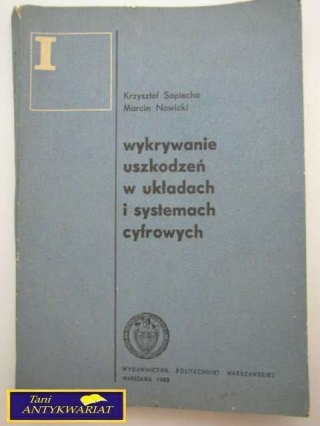 I
Krzysztof Sapiecha
Marcin Nowicki
wykrywanie
uszkodzeń
w układach
i systemach
cyfrowych
WYDAWNICTWA POLITECHNIKI WARSZAWSKIEJ
WARSZAWA
Tani
ANTYKWARIAT